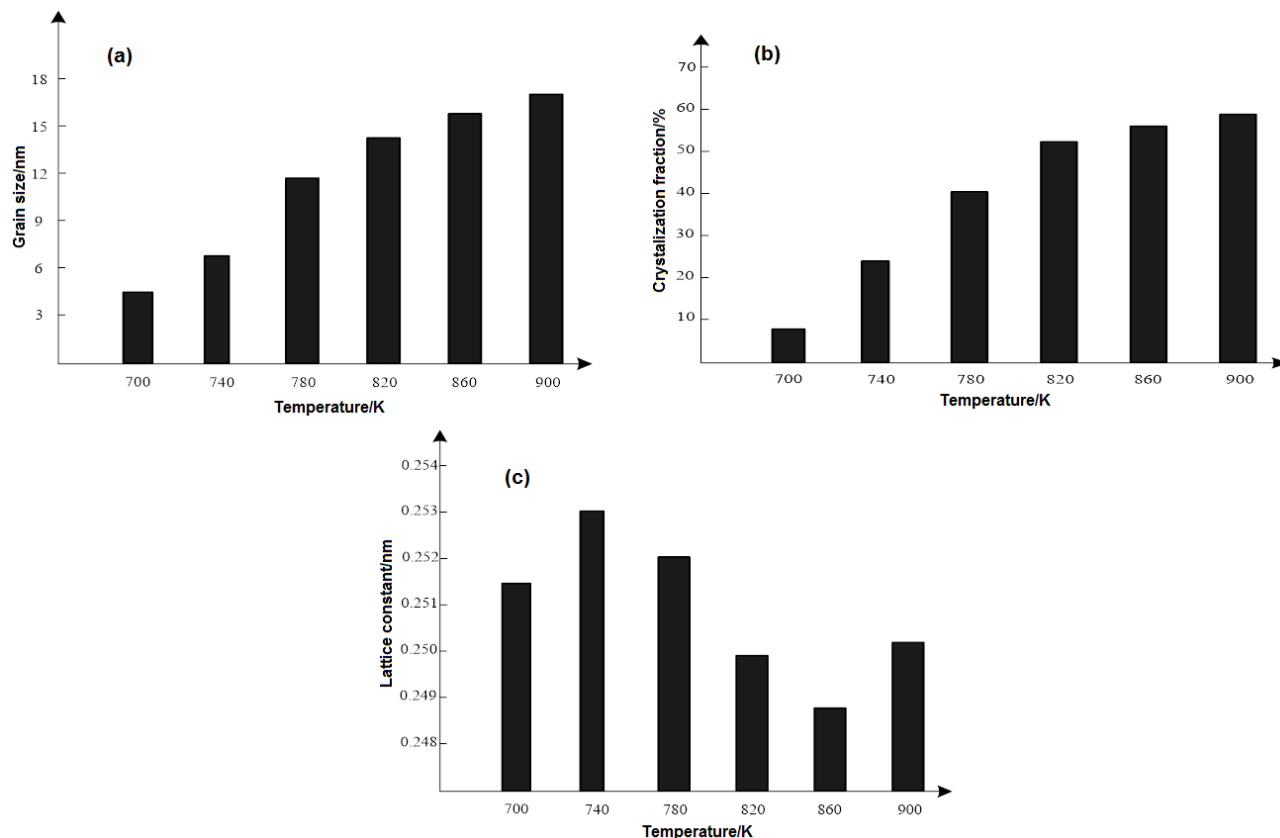 (a)
Grain size/nm
18
15
12
9
6
3
700 740 780 820 860 900
Temperature/K
(b)
Crystalization fraction/%
70
60
50
40
30
20
10
700 740 780 820 860 900
Temperature/K
(c)
Lattice constant/nm
0.254
0.253
0.252
0.251
0.250
0.249
0.248
700 740 780 820 860 900
Temperature/K